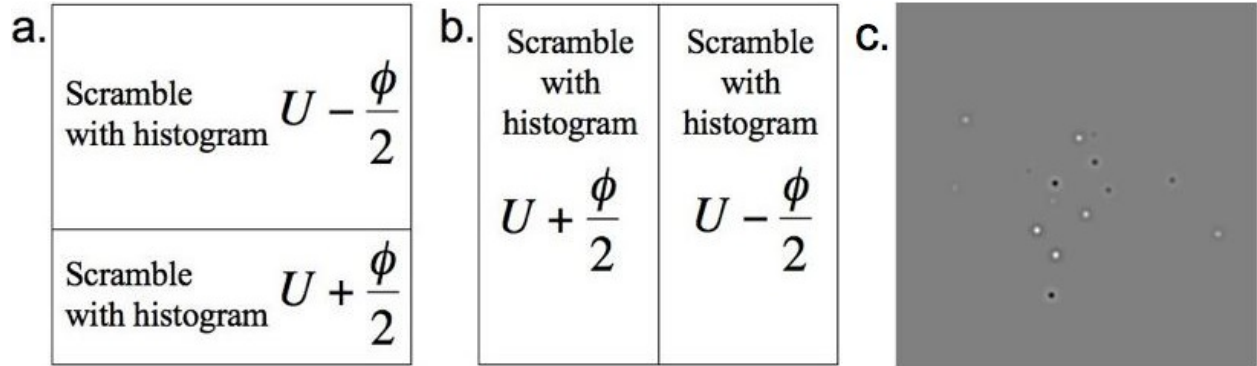 a.
Scramble
with histogram U − ϕ/2
Scramble
with histogram U + ϕ/2
b.
Scramble
with
histogram
U + ϕ/2
Scramble
with
histogram
U − ϕ/2
c.